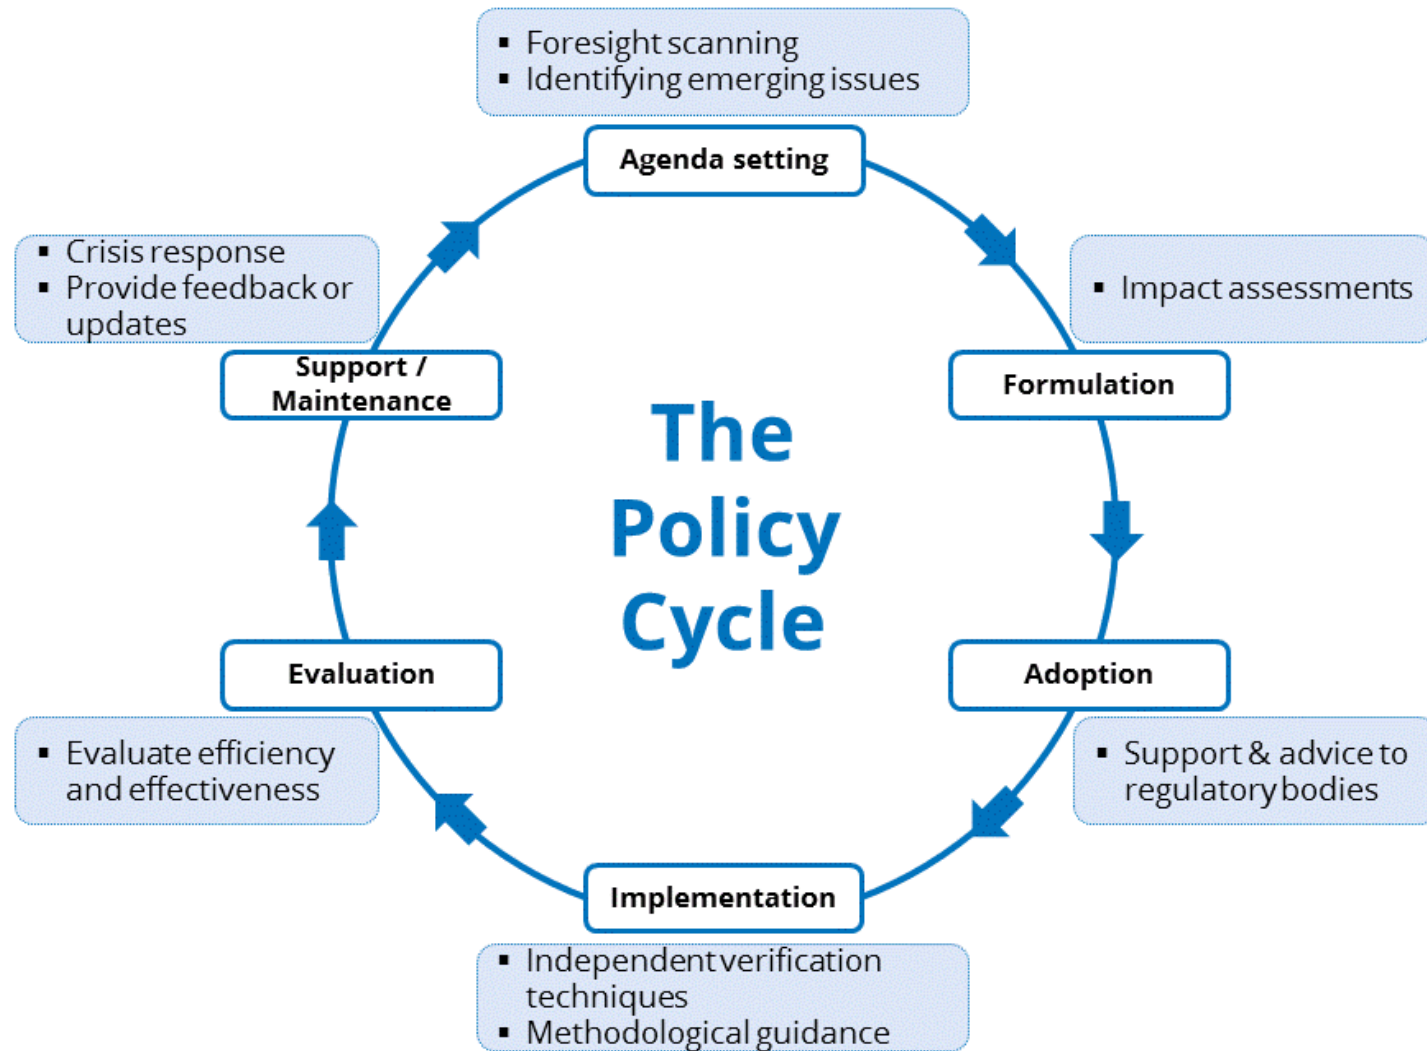 ▪ Foresight scanning
▪ Identifying emerging issues
Agenda setting
▪ Crisis response
▪ Provide feedback or
updates
▪ Impact assessments
Support /
Maintenance
Formulation
The
Policy
Cycle
Evaluation
Adoption
▪ Evaluate efficiency
and effectiveness
▪ Support & advice to
regulatory bodies
Implementation
▪ Independent verification
techniques
▪ Methodological guidance